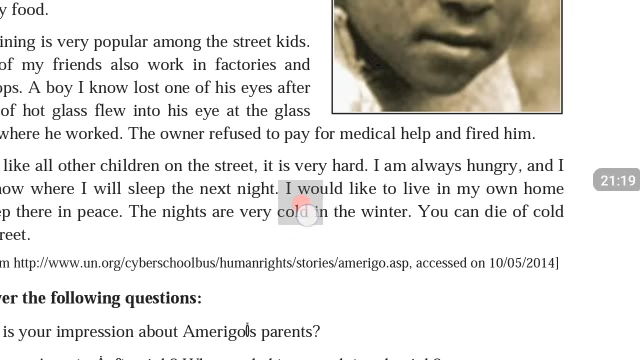 y food.
ining is very popular among the street kids.
of my friends also work in factories and
ops. A boy I know lost one of his eyes after
of hot glass flew into his eye at the glass
where he worked. The owner refused to pay for medical help and fired him.
like all other children on the street, it is very hard. I am always hungry, and I
now where I will sleep the next night. I would like to live in my own home
21:19
ep there in peace. The nights are very cold in the winter. You can die of cold
reet.
m http://www.un.org/cyberschoolbus/humanrights/stories/amerigo.asp, accessed on 10/05/2014]
er the following questions:
is your impression about Amerigo's parents?